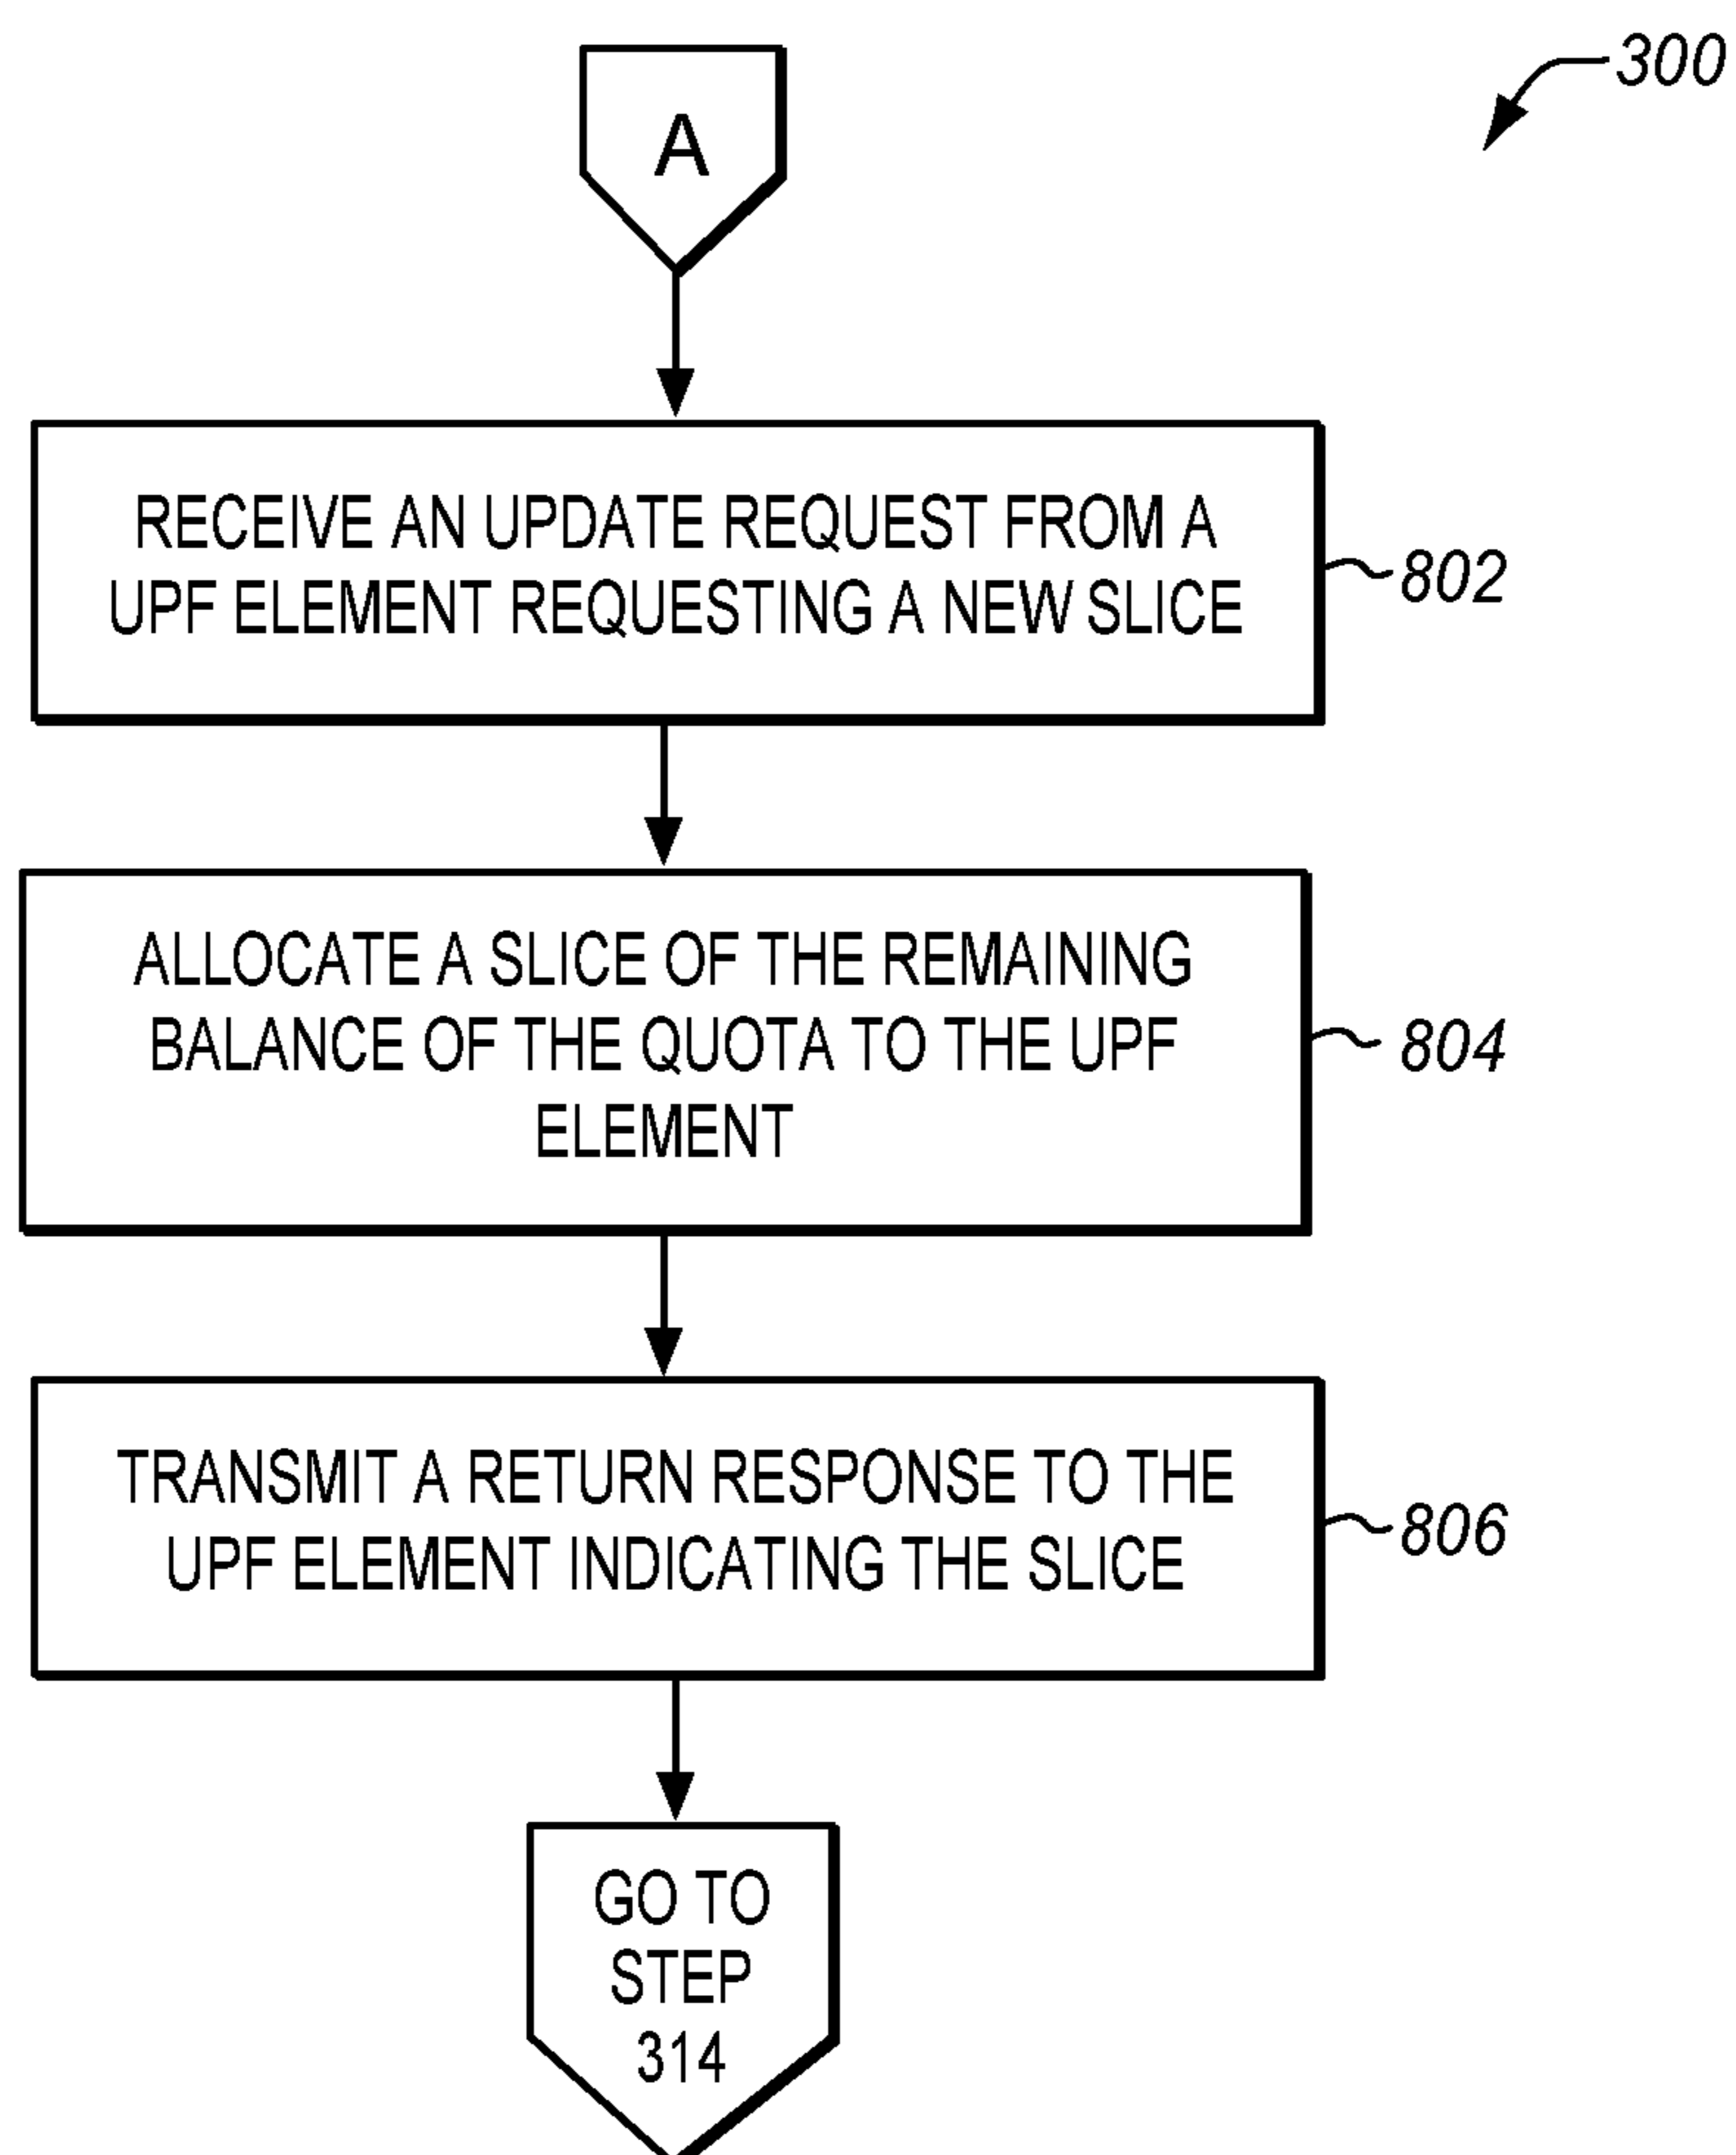 300
A
RECEIVE AN UPDATE REQUEST FROM A
UPF ELEMENT REQUESTING A NEW SLICE
802
ALLOCATE A SLICE OF THE REMAINING
BALANCE OF THE QUOTA TO THE UPF
ELEMENT
804
TRANSMIT A RETURN RESPONSE TO THE
UPF ELEMENT INDICATING THE SLICE
806
GO TO
STEP
314